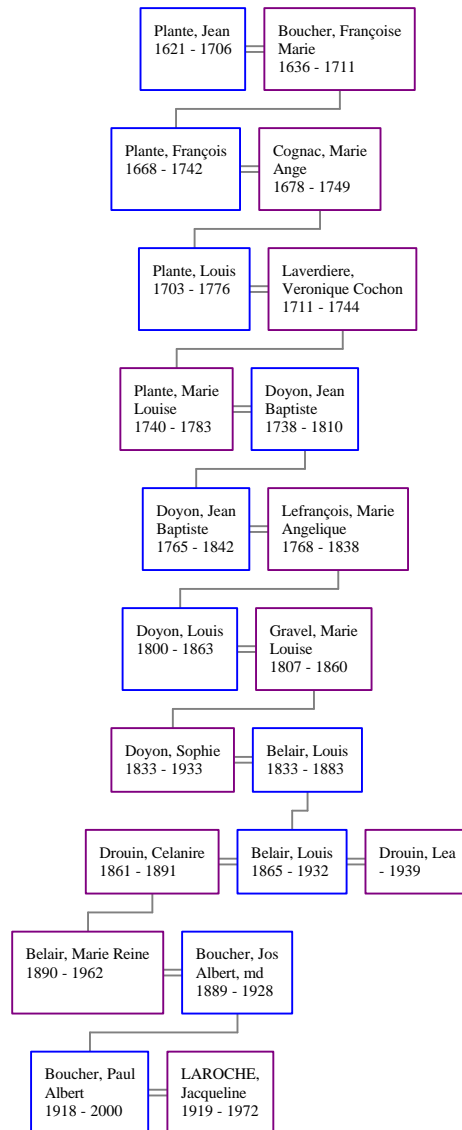 Plante, Jean
1621 - 1706
Boucher, Françoise
Marie
1636 - 1711
Plante, François
1668 - 1742
Cognac, Marie
Ange
1678 - 1749
Plante, Louis
1703 - 1776
Laverdiere,
Veronique Cochon
1711 - 1744
Plante, Marie
Louise
1740 - 1783
Doyon, Jean
Baptiste
1738 - 1810
Doyon, Jean
Baptiste
1765 - 1842
Lefrançois, Marie
Angelique
1768 - 1838
Doyon, Louis
1800 - 1863
Gravel, Marie
Louise
1807 - 1860
Doyon, Sophie
1833 - 1933
Belair, Louis
1833 - 1883
Drouin, Celanire
1861 - 1891
Belair, Louis
1865 - 1932
Drouin, Lea
- 1939
Belair, Marie Reine
1890 - 1962
Boucher, Jos
Albert, md
1889 - 1928
Boucher, Paul
Albert
1918 - 2000
LAROCHE,
Jacqueline
1919 - 1972